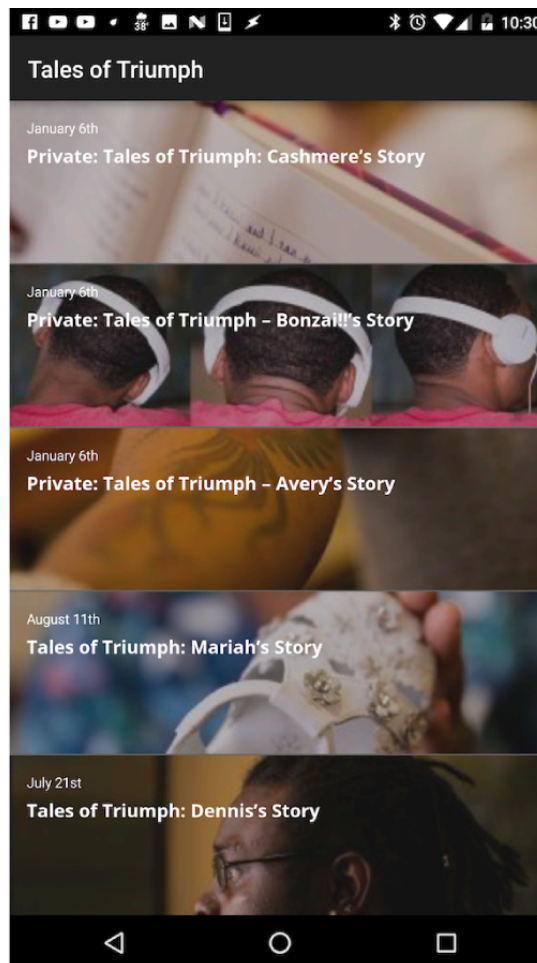 38°
10:30
Tales of Triumph
January 6th
Private: Tales of Triumph: Cashmere's Story
January 6th
Private: Tales of Triumph – Bonzai!!'s Story
January 6th
Private: Tales of Triumph – Avery's Story
August 11th
Tales of Triumph: Mariah's Story
July 21st
Tales of Triumph: Dennis's Story